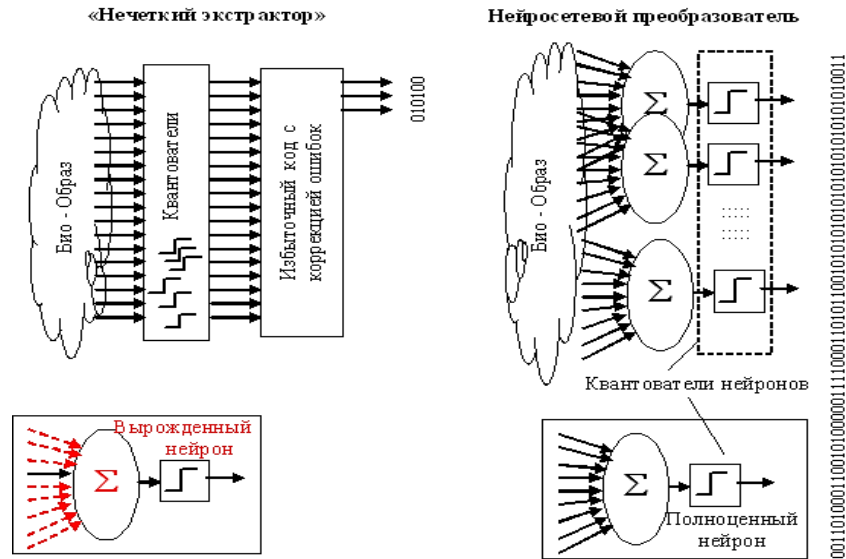 «Нечеткий экстрактор»
Био - Образ
Квантователи
Избыточный код с
коррекцией ошибок
010100
Вырожденный
нейрон
Σ
Нейросетевой преобразователь
Био - Образ
Σ
Σ
Σ
Квантователи нейронов
Σ
Полноценный
нейрон